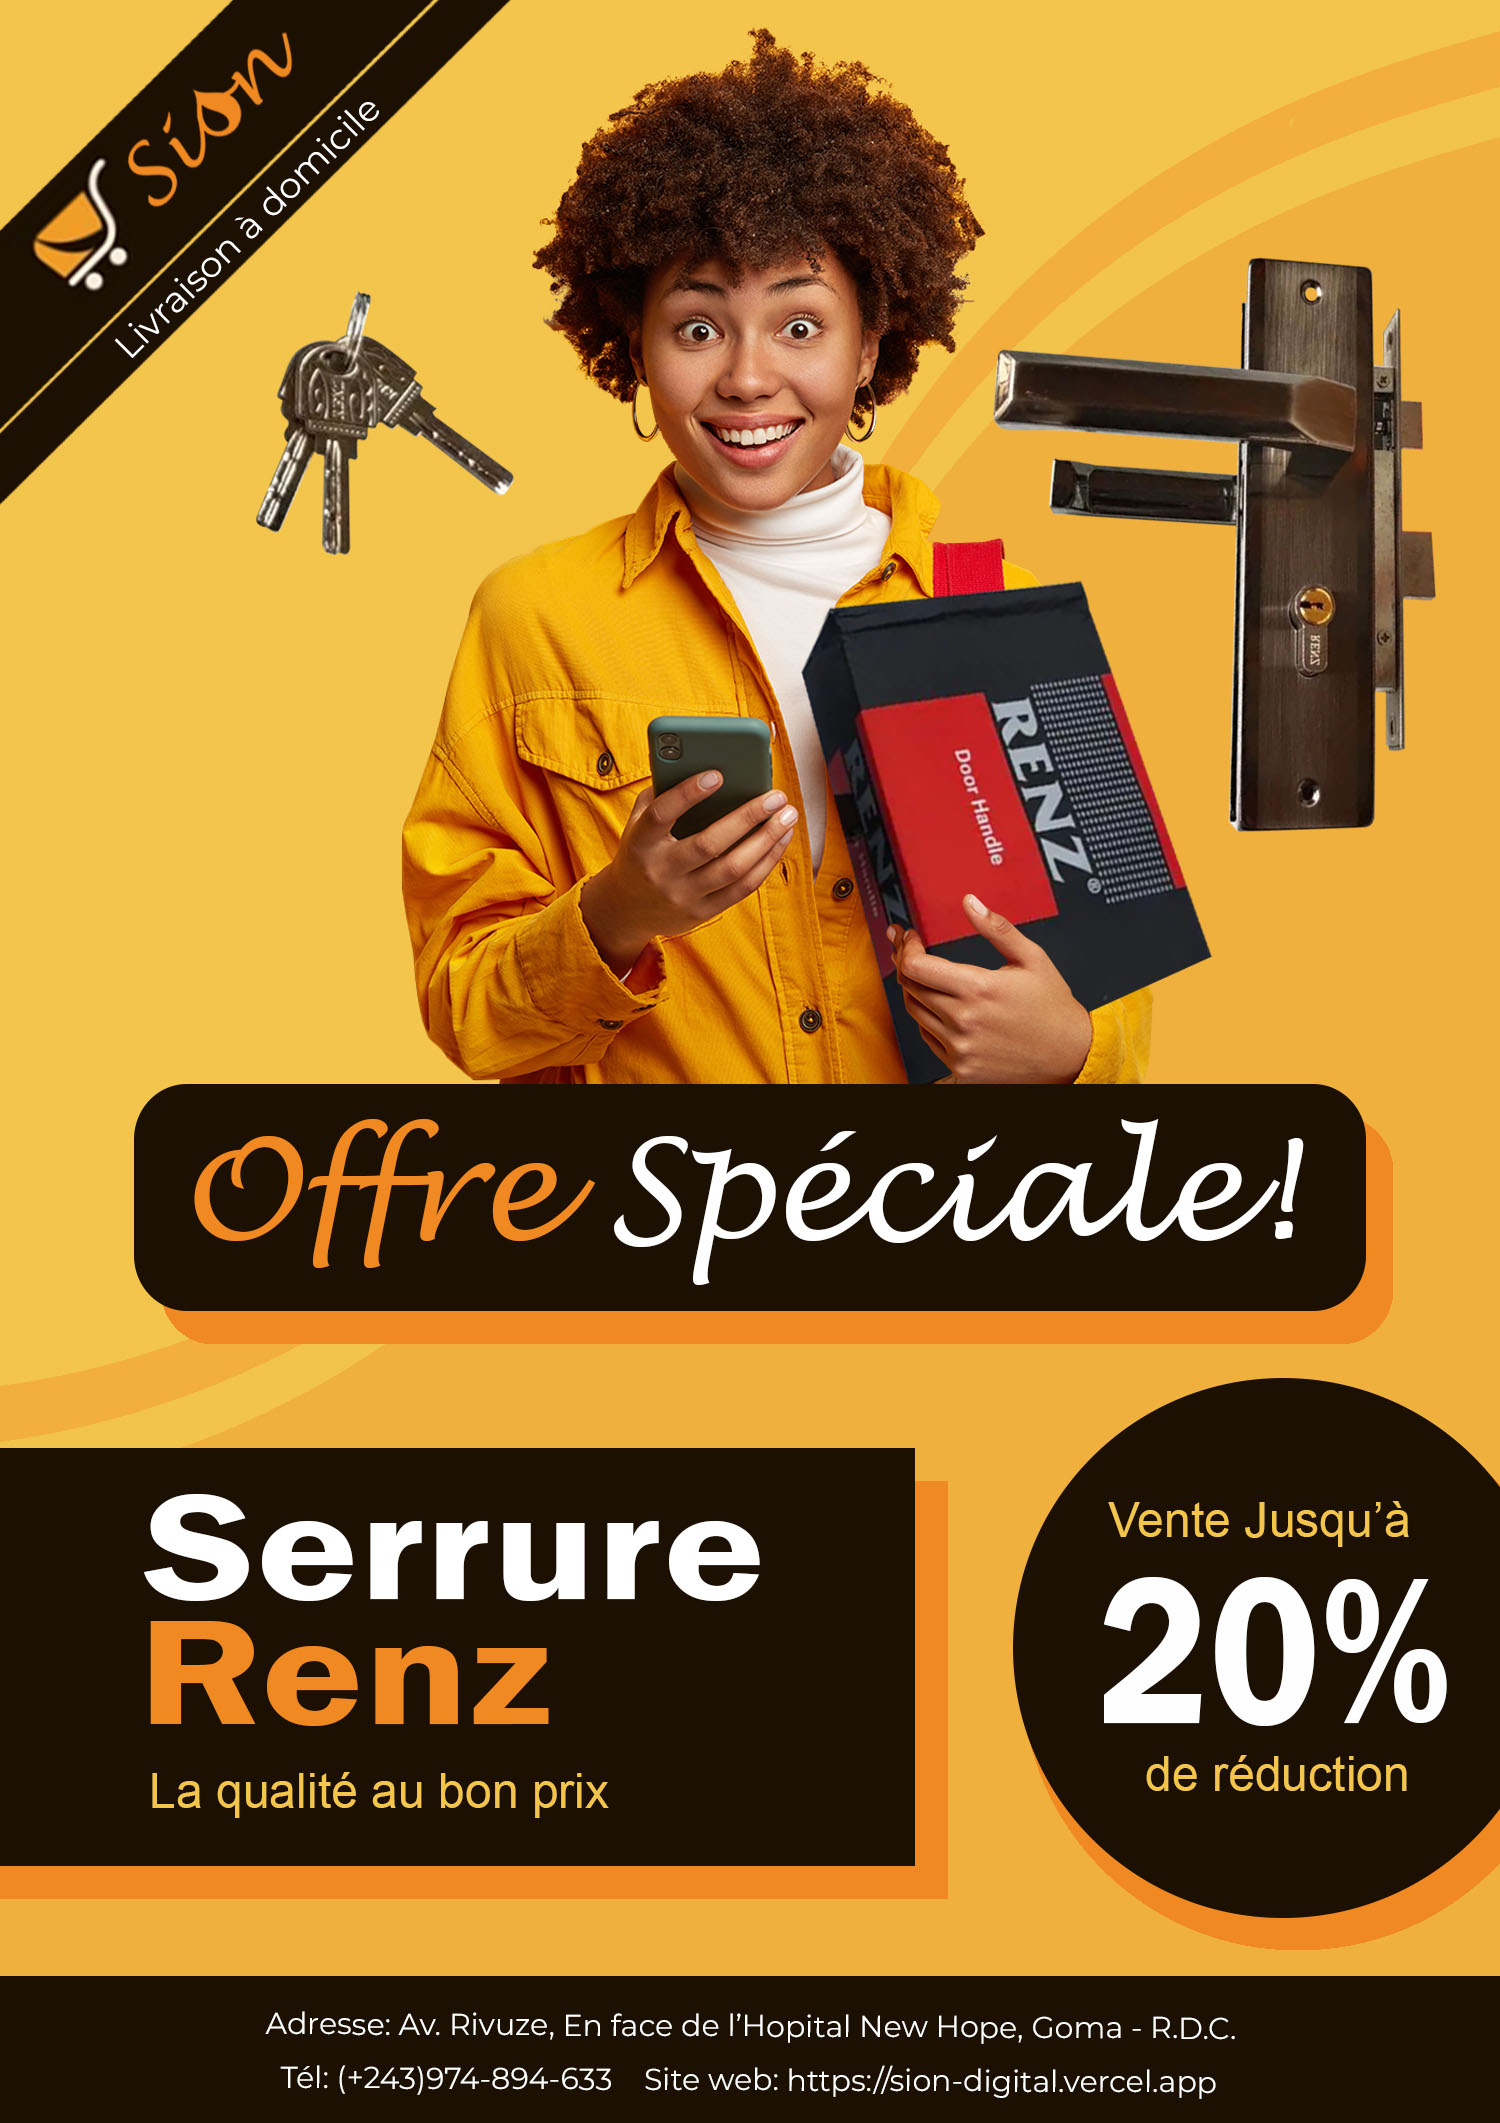 Sion
Livraison à domicile
RENZ
RENZ®
Door Handle
RENZ
Offre Spéciale!
Serrure
Renz
La qualité au bon prix
Vente Jusqu'à
20%
de réduction
Adresse: Av. Rivuze, En face de l'Hopital New Hope, Goma - R.D.C.
Tél: (+243)974-894-633 Site web: https://sion-digital.vercel.app